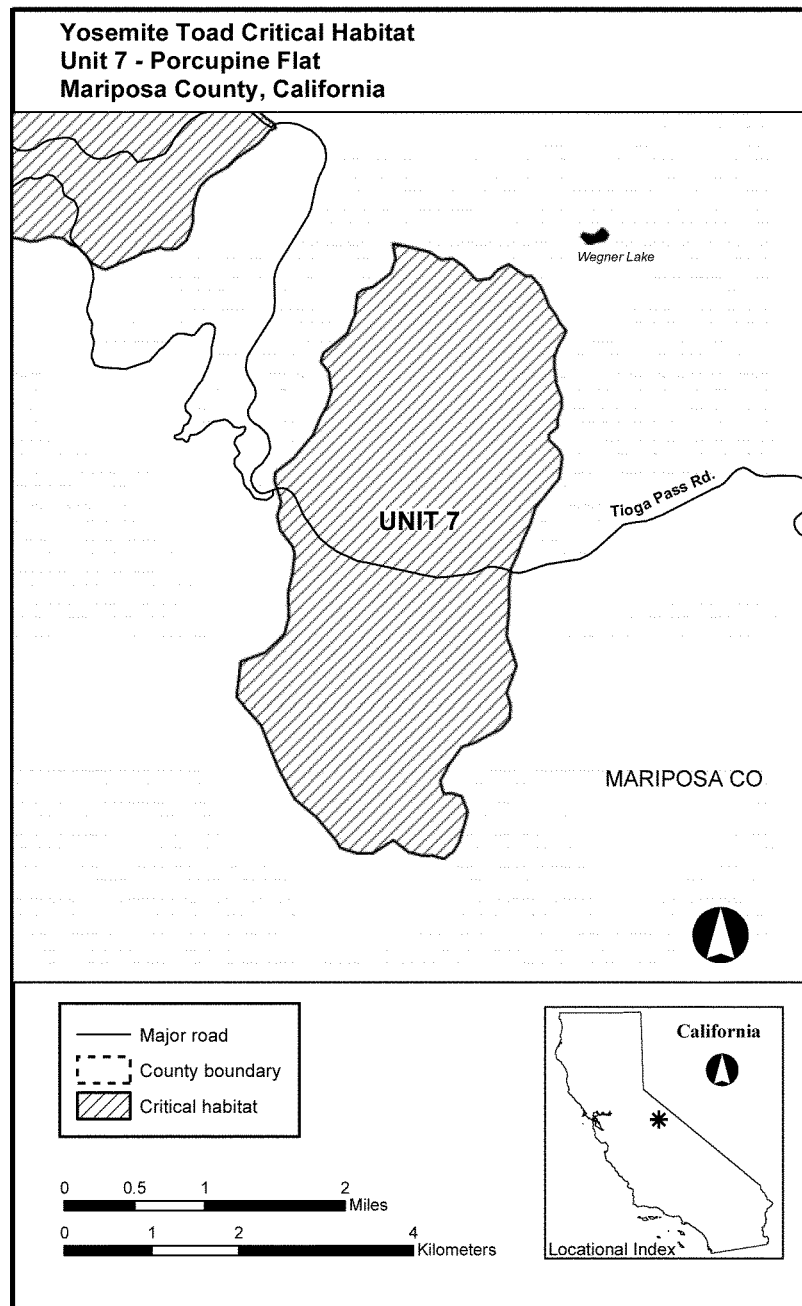 Yosemite Toad Critical Habitat
Unit 7 - Porcupine Flat
Mariposa County, California
Wegner Lake
Tioga Pass Rd.
UNIT 7
MARIPOSA CO
Major road
County boundary
Critical habitat
0 0.5 1 2
Miles
0 1 2 4
Kilometers
California
Locational Index